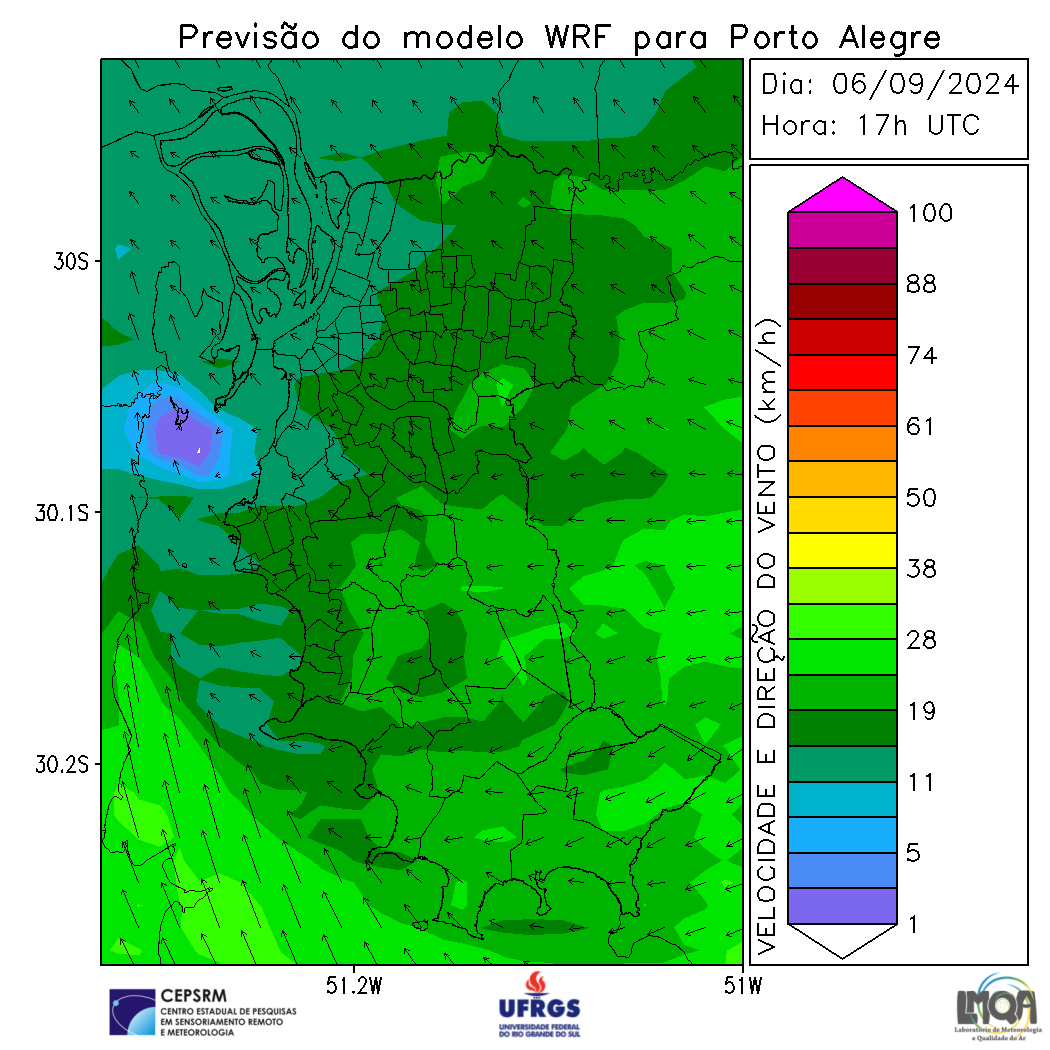 Previsão do modelo WRF para Porto Alegre
Dia: 06/09/2024
Hora: 17h UTC
30S
30.1S
30.2S
51.2W
51W
VELOCIDADE E DIREÇÃO DO VENTO (km/h)
100
88
74
61
50
38
28
19
11
5
1
CEPSRM
CENTRO ESTADUAL DE PESQUISAS
EM SENSORIAMENTO REMOTO
E METEOROLOGIA
UFRGS
UNIVERSIDADE FEDERAL
DO RIO GRANDE DO SUL
LMQA
Laboratório de Meteorologia
e Qualidade do Ar